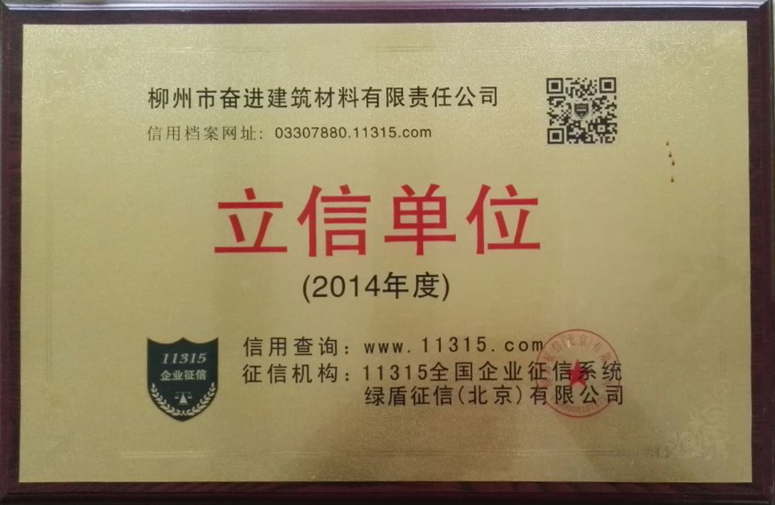 柳州市奋进建筑材料有限责任公司
信用档案网址: 03307880.11315.com
立信单位
(2014年度)
11315
企业征信
信用查询：www.11315.com
征信机构：11315全国企业征信系统
绿盾征信(北京)有限公司